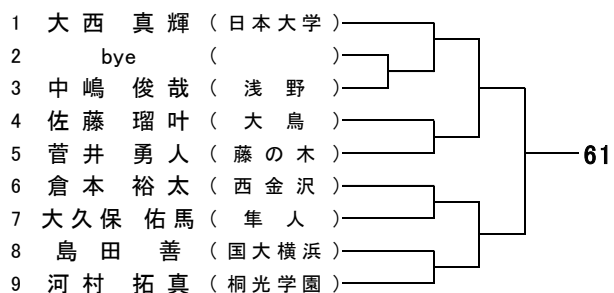 1 大西 真輝 ( 日本大学 )
2 bye ( )
3 中嶋 俊哉 ( 浅野 )
4 佐藤 瑠叶 ( 大鳥 )
5 菅井 勇人 ( 藤の木 )
61
6 倉本 裕太 ( 西金沢 )
7 大久保 佑馬 ( 隼人 )
8 島田 善 ( 国大横浜 )
9 河村 拓真 ( 桐光学園 )